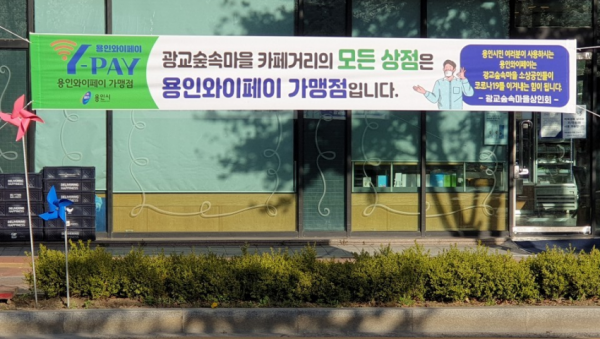 용인와이페이
Y-PAY
용인와이페이 가맹점
용인시
광교숲속마을 카페거리의 모든 상점은
용인와이페이 가맹점입니다.
용인시민 여러분이 사용하시는
용인와이페이는
광교숲속마을 소상공인들이
코로나19를 이겨내는 힘이 됩니다.
- 광교숲속마을상인회 -